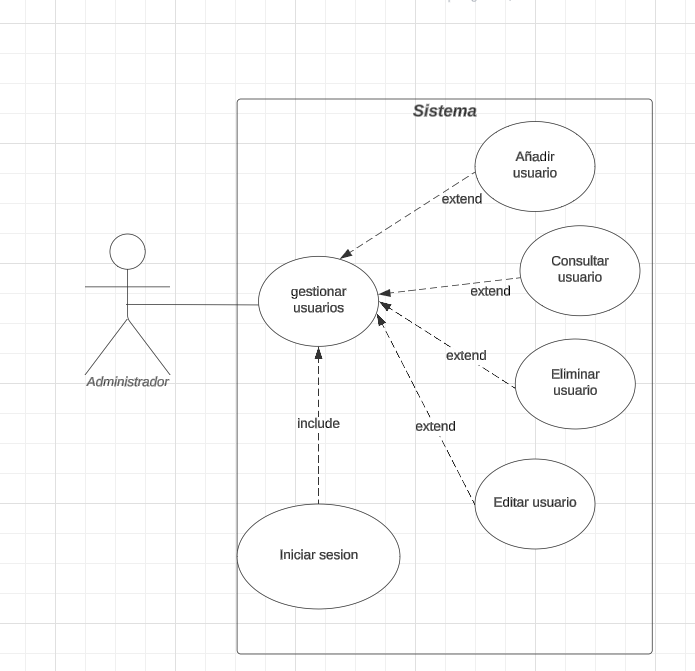 Sistema
Añadir
usuario
extend
Consultar
usuario
gestionar
usuarios
extend
extend
Eliminar
usuario
Administrador
include
extend
Editar usuario
Iniciar sesion